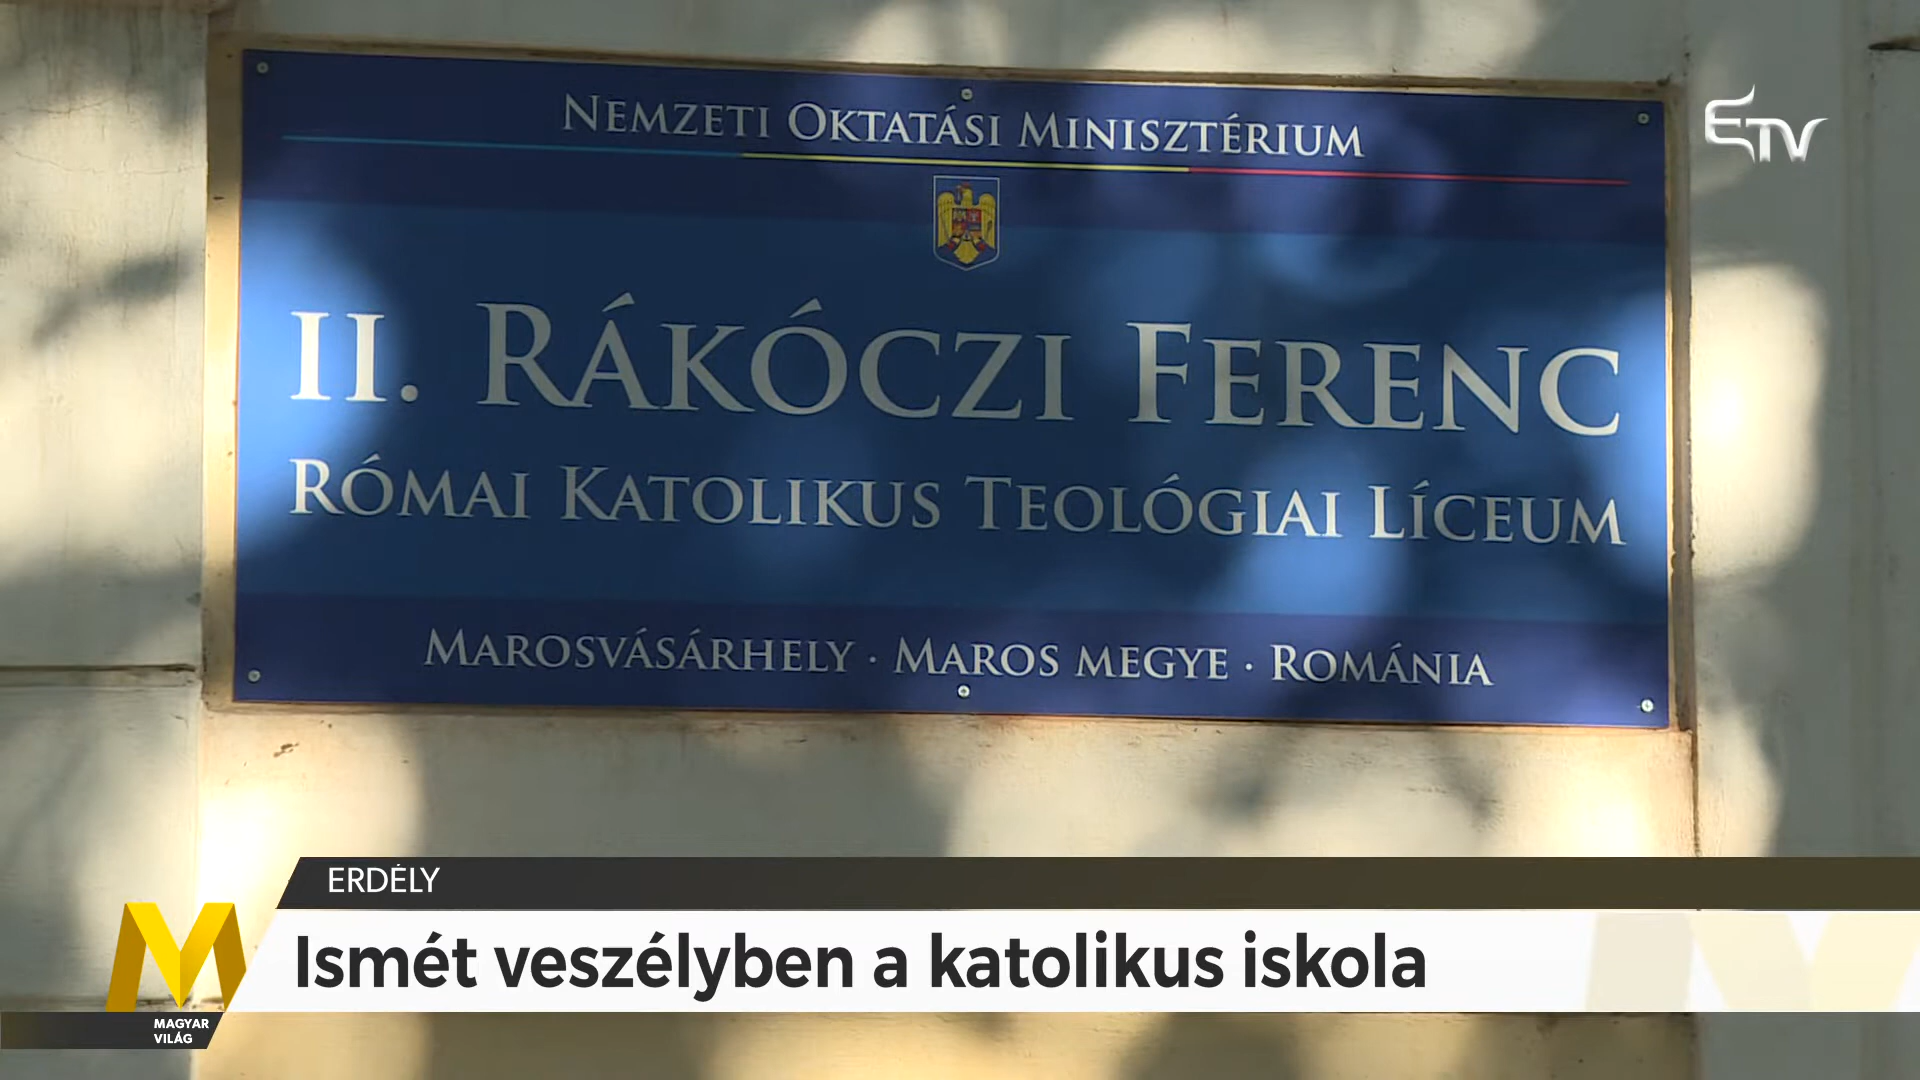 NEMZETI OKTATÁSI MINISZTÉRIUM
ETV
II. RÁKÓCZI FERENC
RÓMAI KATOLIKUS TEOLÓGIAI LÍCEUM
MAROSVÁSÁRHELY · MAROS MEGYE · ROMÁNIA
ERDÉLY
Ismét veszélyben a katolikus iskola
MAGYAR
VILÁG